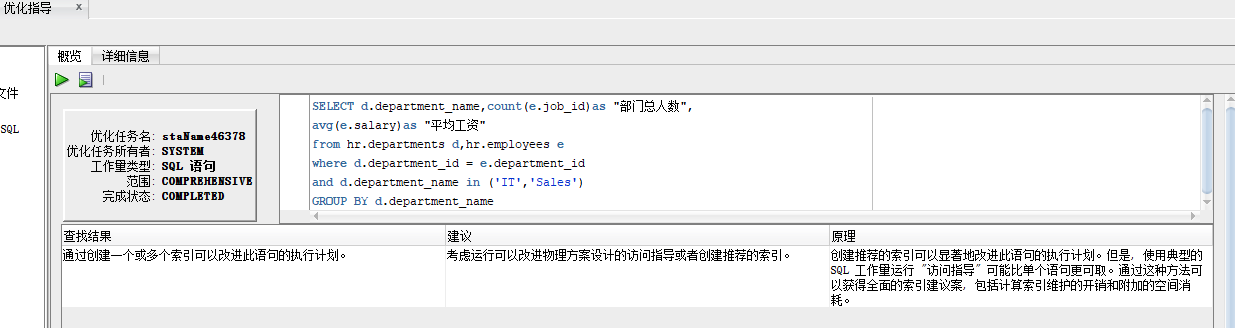 优化指导 x
概览 详细信息
文件
SQL
优化任务名: staName46378
优化任务所有者: SYSTEM
工作量类型: SQL 语句
范围: COMPREHENSIVE
完成状态: COMPLETED
SELECT d.department_name,count(e.job_id)as "部门总人数",
avg(e.salary)as "平均工资"
from hr.departments d,hr.employees e
where d.department_id = e.department_id
and d.department_name in ('IT','Sales')
GROUP BY d.department_name
查找结果 建议 原理
通过创建一个或多个索引可以改进此语句的执行计划。
考虑运行可以改进物理方案设计的访问指导或者创建推荐的索引。
创建推荐的索引可以显著地改进此语句的执行计划。但是, 使用典型的
SQL 工作量运行 "访问指导" 可能比单个语句更可取。通过这种方法可
以获得全面的索引建议案, 包括计算索引维护的开销和附加的空间消
耗。